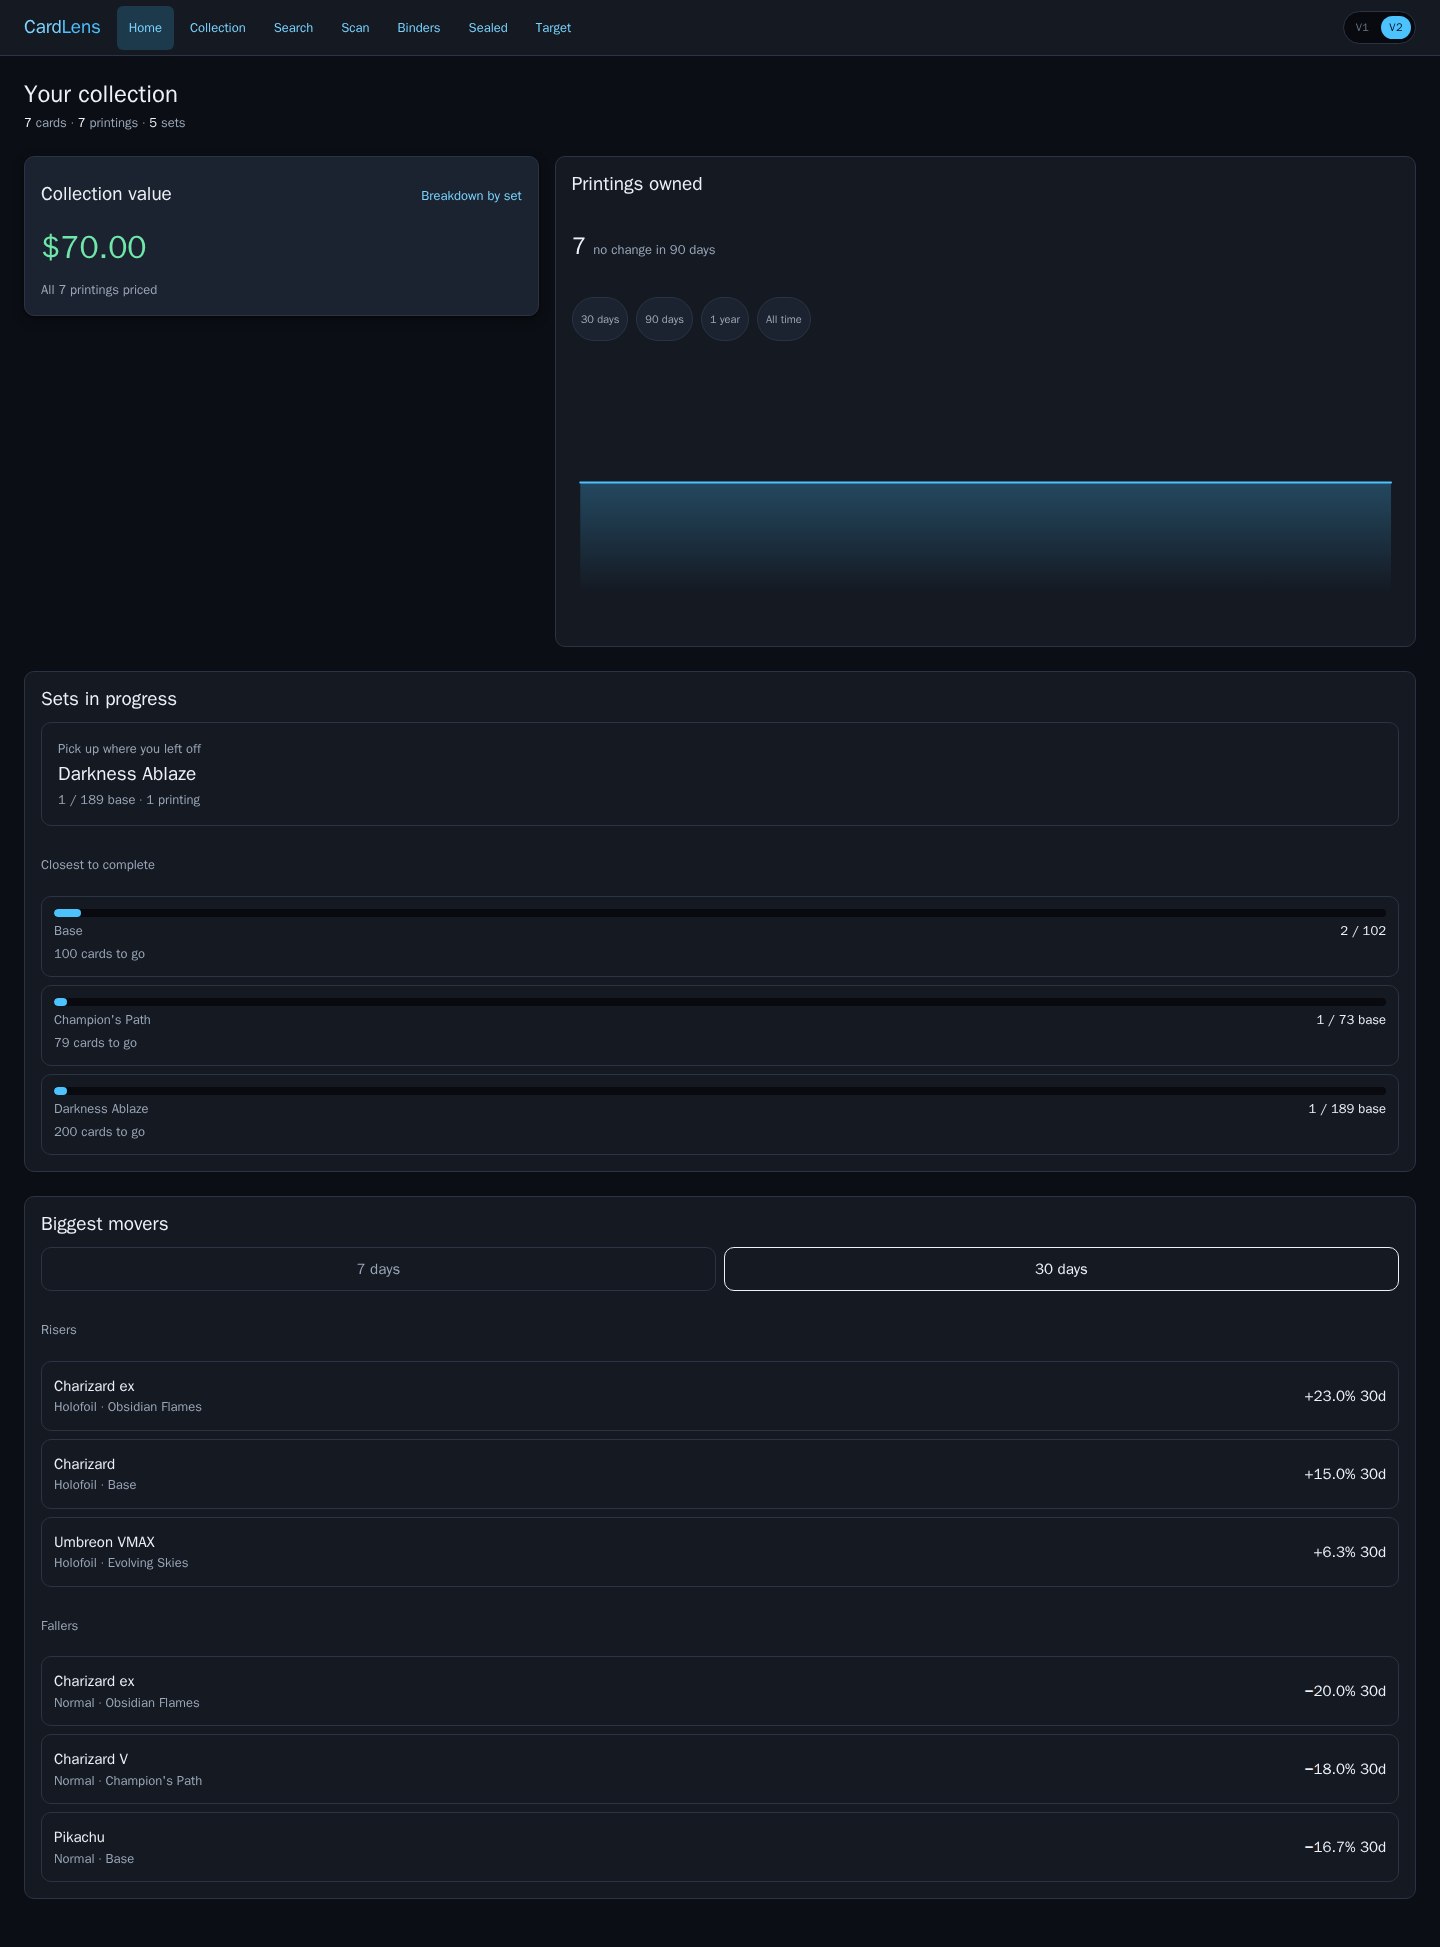 CardLens Home Collection Search Scan Binders Sealed Target V1 V2
Your collection
7 cards · 7 printings · 5 sets
Collection value
Breakdown by set
$70.00
All 7 printings priced
Printings owned
7 no change in 90 days
30 days 90 days 1 year All time
Sets in progress
Pick up where you left off
Darkness Ablaze
1 / 189 base · 1 printing
Closest to complete
Base 2 / 102
100 cards to go
Champion's Path 1 / 73 base
79 cards to go
Darkness Ablaze 1 / 189 base
200 cards to go
Biggest movers
7 days 30 days
Risers
Charizard ex
Holofoil · Obsidian Flames
+23.0% 30d
Charizard
Holofoil · Base
+15.0% 30d
Umbreon VMAX
Holofoil · Evolving Skies
+6.3% 30d
Fallers
Charizard ex
Normal · Obsidian Flames
−20.0% 30d
Charizard V
Normal · Champion's Path
−18.0% 30d
Pikachu
Normal · Base
−16.7% 30d